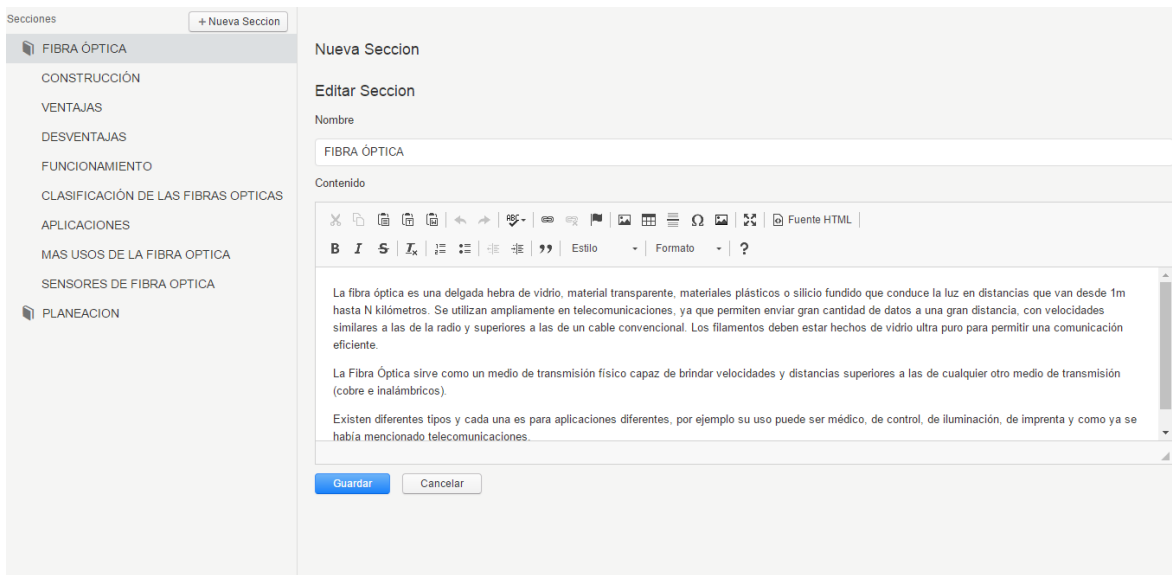 Secciones
+ Nueva Seccion
FIBRA ÓPTICA
CONSTRUCCIÓN
VENTAJAS
DESVENTAJAS
FUNCIONAMIENTO
CLASIFICACIÓN DE LAS FIBRAS OPTICAS
APLICACIONES
MAS USOS DE LA FIBRA OPTICA
SENSORES DE FIBRA OPTICA
PLANEACION
Nueva Seccion
Editar Seccion
Nombre
FIBRA ÓPTICA
Contenido
Fuente HTML
B I S Ix Estilo Formato ?
La fibra óptica es una delgada hebra de vidrio, material transparente, materiales plásticos o silicio fundido que conduce la luz en distancias que van desde 1m
hasta N kilómetros. Se utilizan ampliamente en telecomunicaciones, ya que permiten enviar gran cantidad de datos a una gran distancia, con velocidades
similares a las de la radio y superiores a las de un cable convencional. Los filamentos deben estar hechos de vidrio ultra puro para permitir una comunicación
eficiente.
La Fibra Óptica sirve como un medio de transmisión físico capaz de brindar velocidades y distancias superiores a las de cualquier otro medio de transmisión
(cobre e inalámbricos).
Existen diferentes tipos y cada una es para aplicaciones diferentes, por ejemplo su uso puede ser médico, de control, de iluminación, de imprenta y como ya se
había mencionado telecomunicaciones.
Guardar
Cancelar